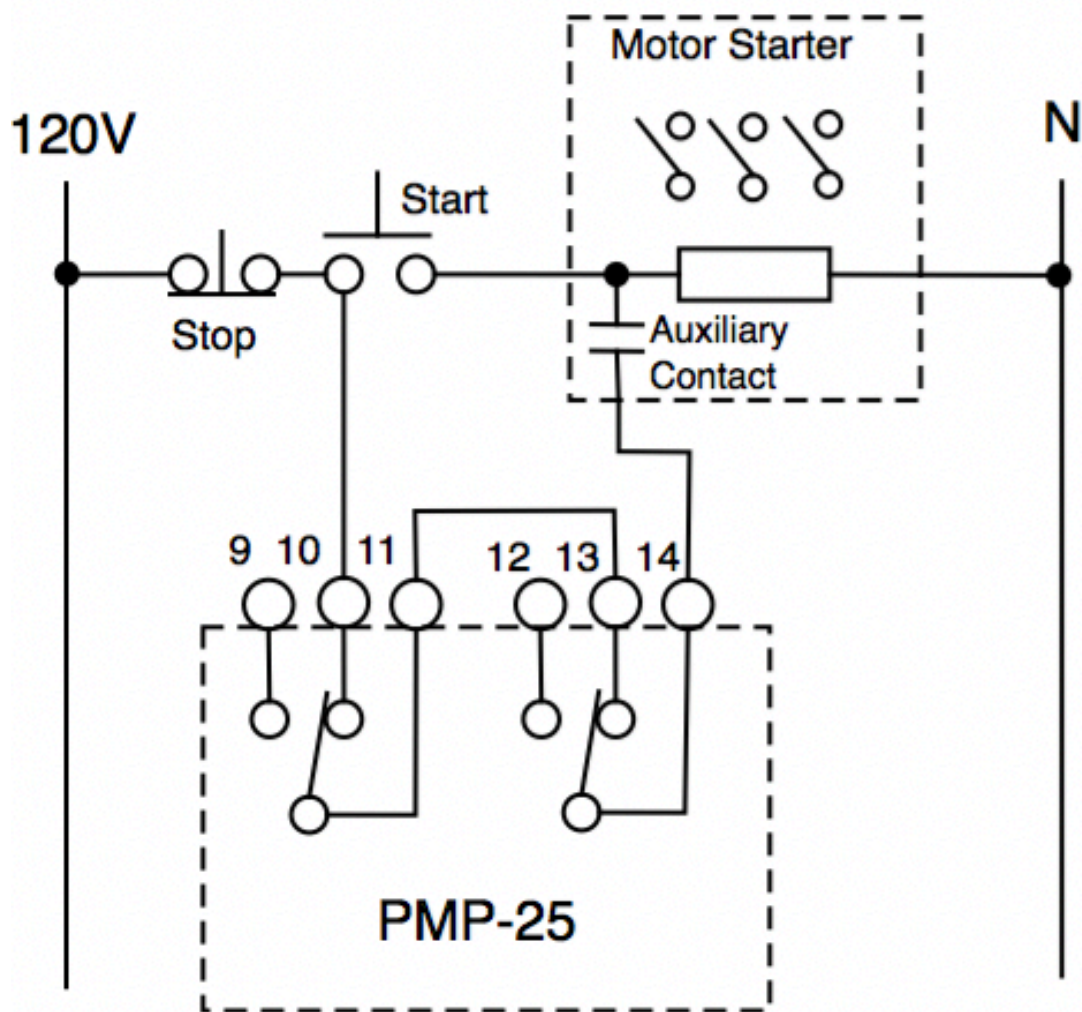 Motor Starter
120V
N
Start
Stop
Auxiliary
Contact
9 10 11 12 13 14
PMP-25